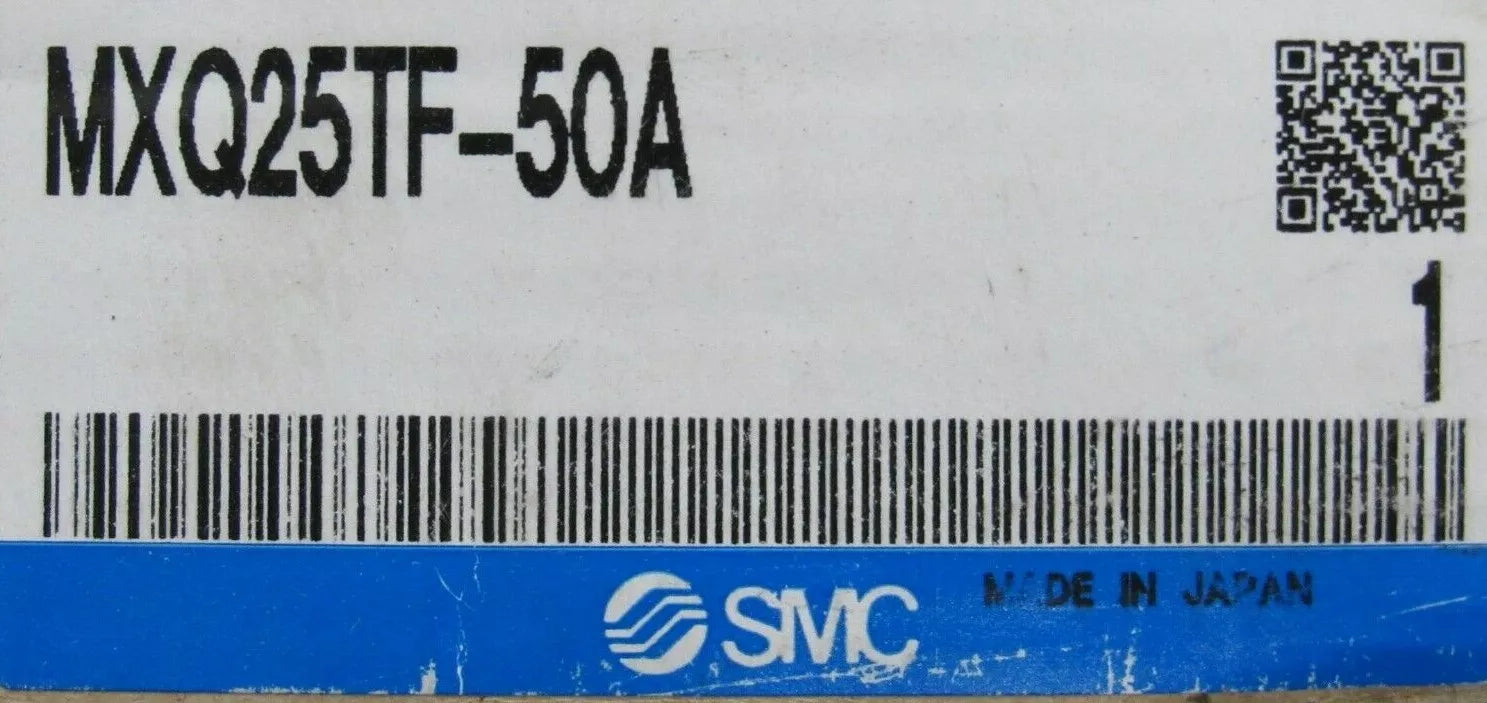 MXQ25TF-50A
1
SMC
MADE IN JAPAN